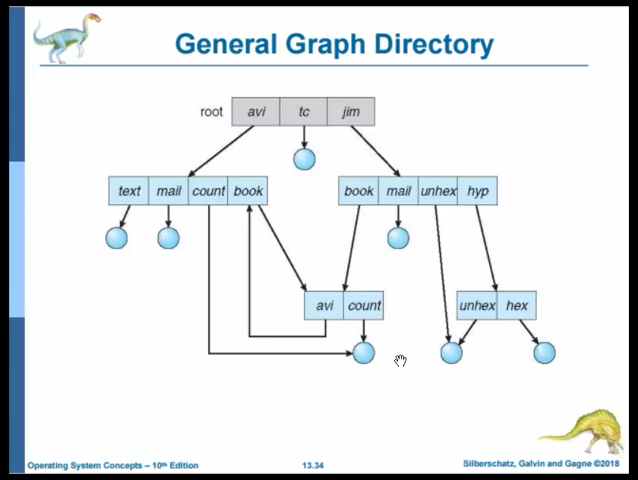 General Graph Directory
root avi tc jim
text mail count book book mail unhex hyp
avi count unhex hex
Operating System Concepts – 10th Edition 13.34 Silberschatz, Galvin and Gagne ©2018